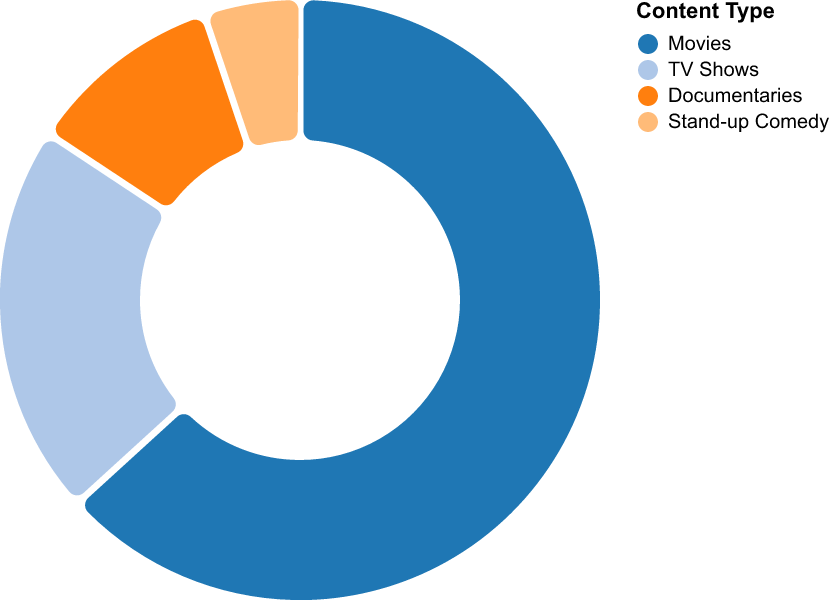 Content Type
Movies
TV Shows
Documentaries
Stand-up Comedy